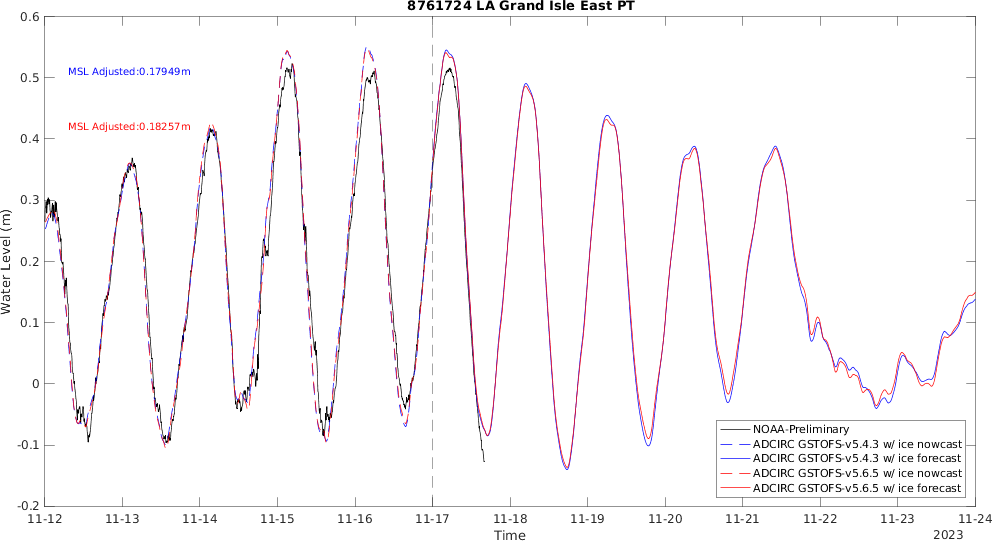 8761724 LA Grand Isle East PT
0.6
0.5
0.4
0.3
0.2
0.1
0
-0.1
-0.2
Water Level (m)
MSL Adjusted:0.17949m
MSL Adjusted:0.18257m
NOAA-Preliminary
ADCIRC GSTOFS-v5.4.3 w/ ice nowcast
ADCIRC GSTOFS-v5.4.3 w/ ice forecast
ADCIRC GSTOFS-v5.6.5 w/ ice nowcast
ADCIRC GSTOFS-v5.6.5 w/ ice forecast
11-12 11-13 11-14 11-15 11-16 11-17 11-18 11-19 11-20 11-21 11-22 11-23 11-24
Time
2023